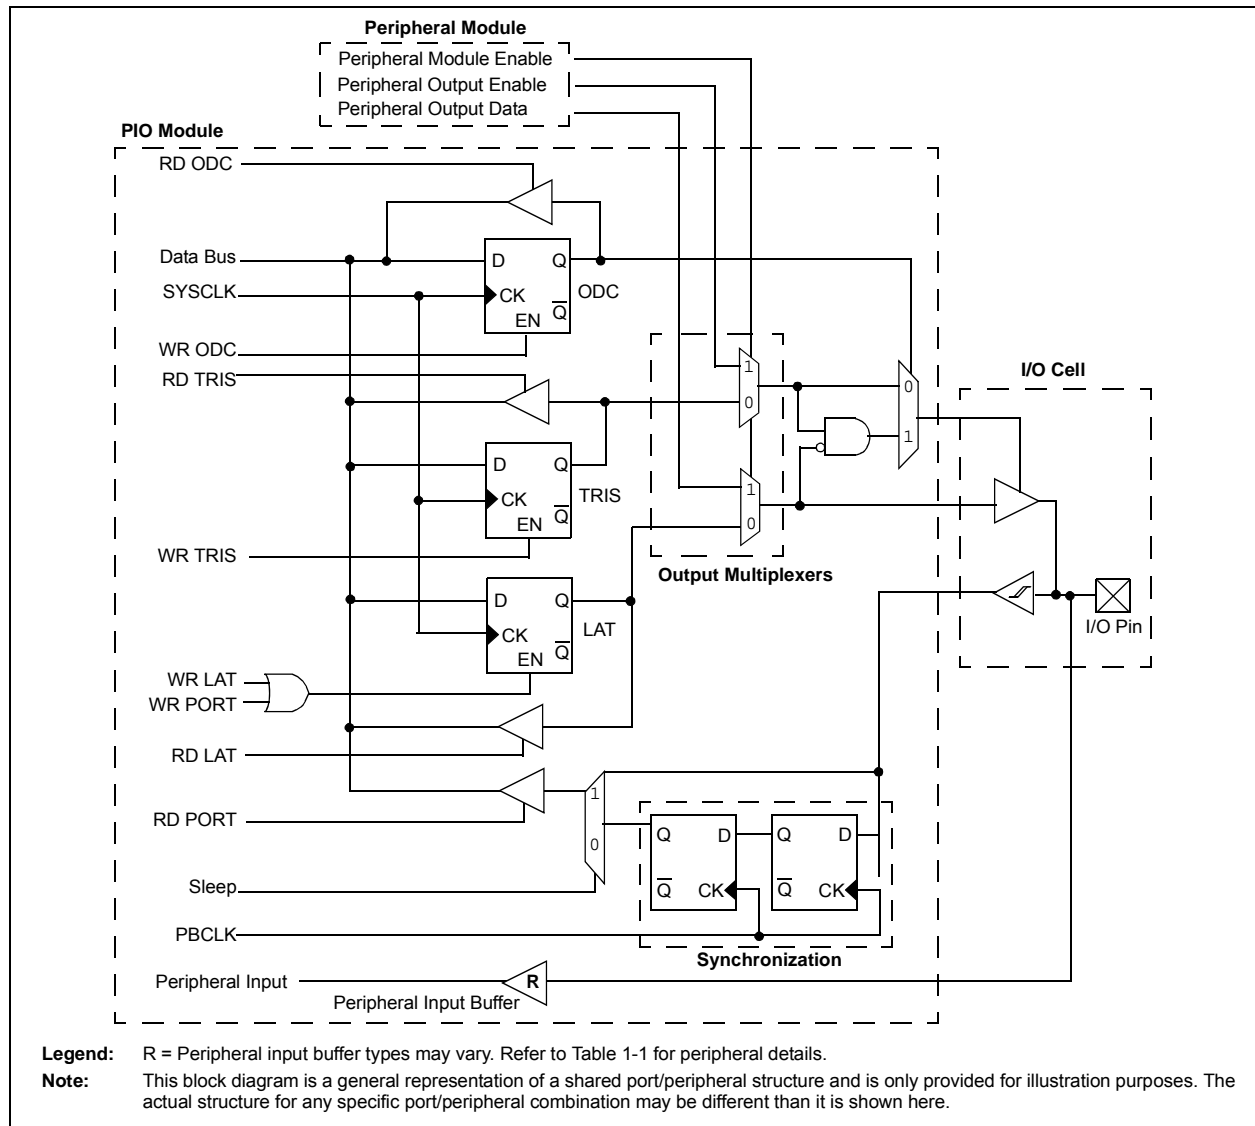 Peripheral Module
Peripheral Module Enable
Peripheral Output Enable
Peripheral Output Data
PIO Module
RD ODC
Data Bus
D Q
SYSCLK
CK
ODC
Q
EN
WR ODC
RD TRIS
1
0
0
1
I/O Cell
D Q
CK
TRIS
Q
EN
WR TRIS
1
0
Output Multiplexers
D Q
CK
LAT
Q
EN
I/O Pin
WR LAT
WR PORT
RD LAT
RD PORT
1
0
Q D
Q D
Sleep
Q CK
Q CK
PBCLK
Synchronization
Peripheral Input
R
Peripheral Input Buffer
Legend: R = Peripheral input buffer types may vary. Refer to Table 1-1 for peripheral details.
Note: This block diagram is a general representation of a shared port/peripheral structure and is only provided for illustration purposes. The
actual structure for any specific port/peripheral combination may be different than it is shown here.